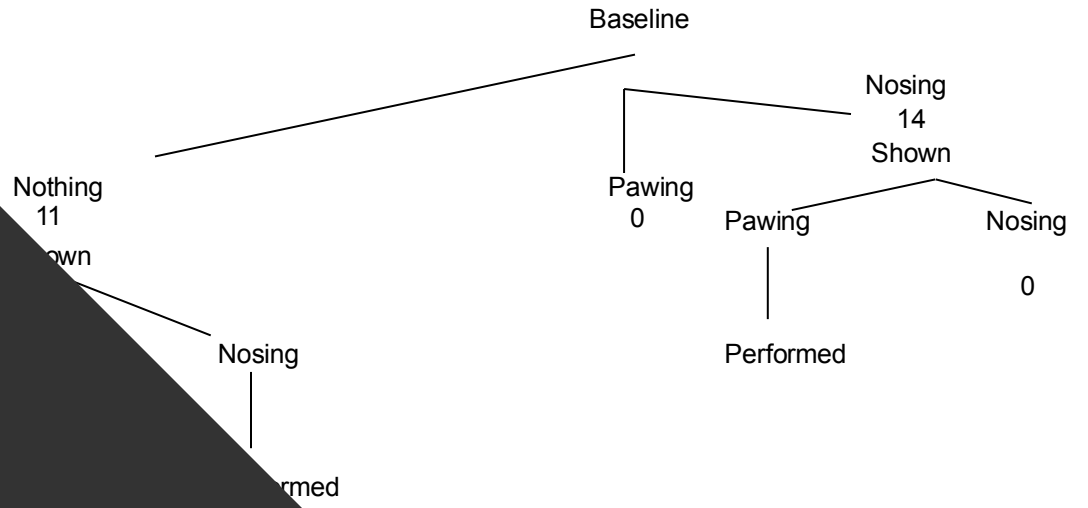 Baseline
Nosing
14
Shown
Nothing
11
Pawing
0
Pawing
Nosing
0
Nosing
Performed